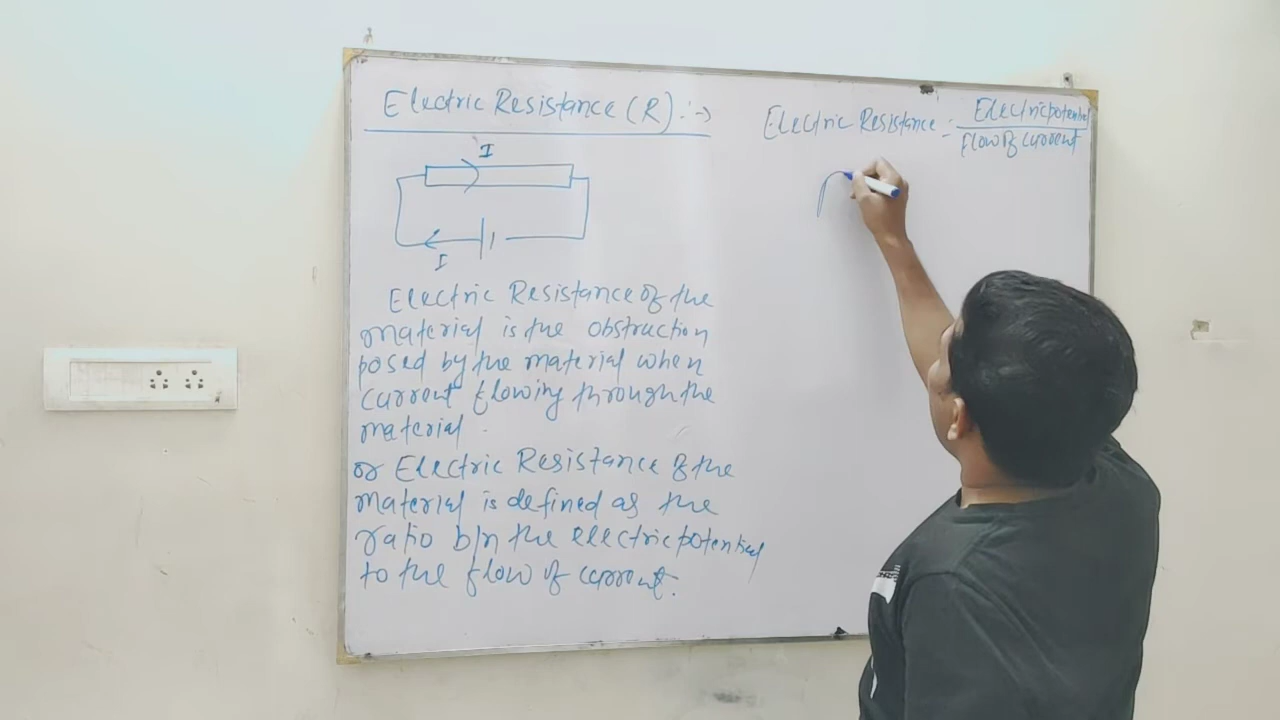 Electric Resistance (R) :→
I
I
Electric Resistance of the
material is the obstruction
posed by the material when
current flowing through the
material.
or Electric Resistance of the
material is defined as the
ratio b/n the electric potential
to the flow of current.
Electric Resistance = Electric potential
flow of current